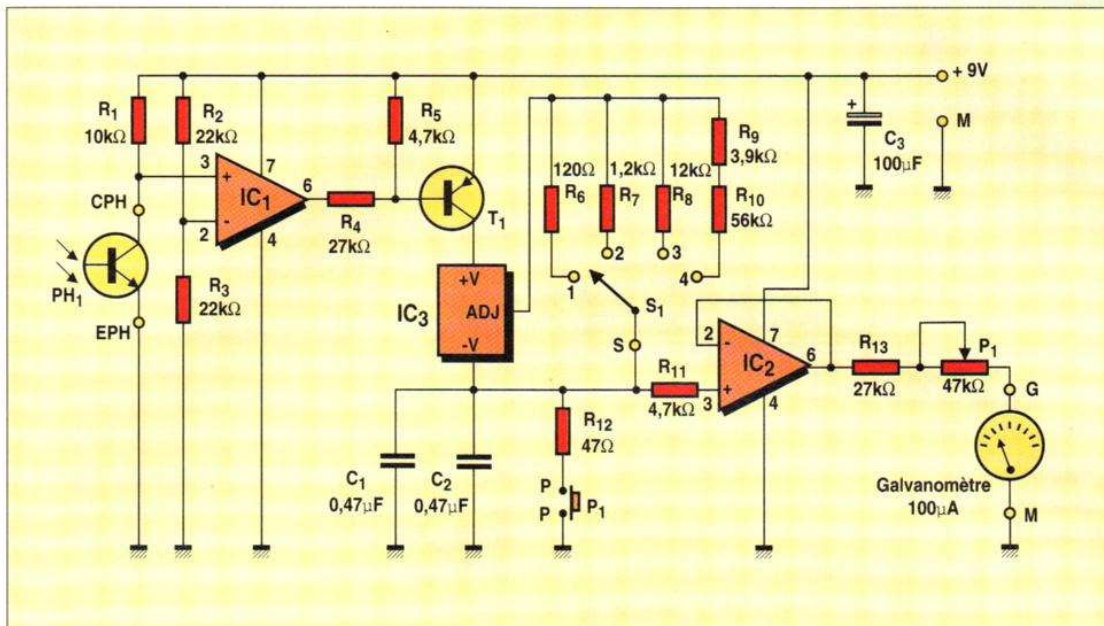 R1
10kΩ
R2
22kΩ
R5
4,7kΩ
+ 9V
M
+
C3
100μF
3
+
7
IC1
6
-
2
4
CPH
PH1
EPH
R3
22kΩ
R4
27kΩ
T1
IC3
+V
ADJ
-V
120Ω
R6
1,2kΩ
R7
12kΩ
R8
R9
3,9kΩ
R10
56kΩ
1
2
3
4
S1
S
R11
4,7kΩ
2
-
7
IC2
6
+
3
4
R13
27kΩ
P1
47kΩ
G
Galvanomètre
100μA
M
C1
0,47μF
C2
0,47μF
R12
47Ω
P
P
P1